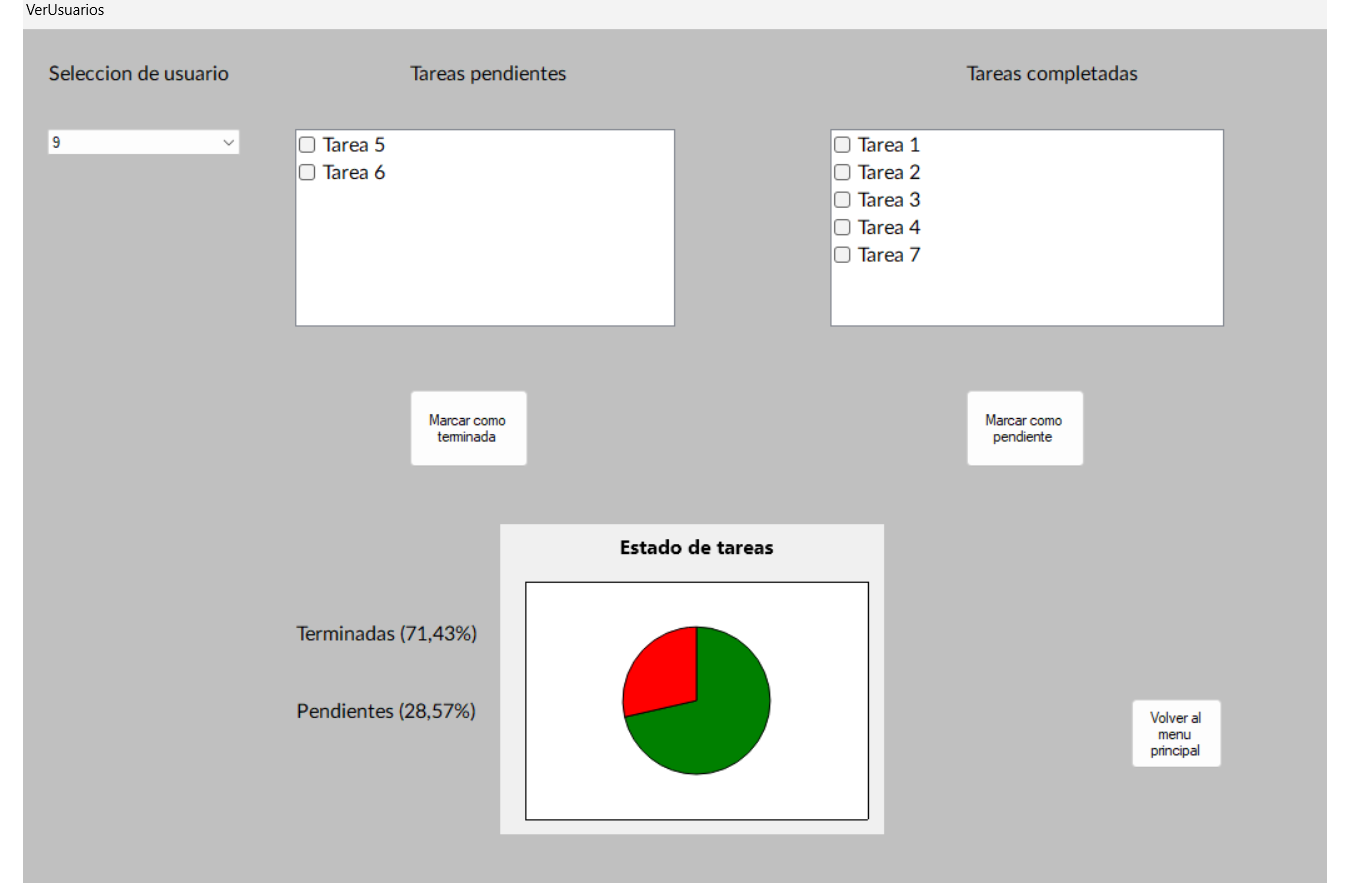 VerUsuarios
Seleccion de usuario
Tareas pendientes
Tareas completadas
9
Tarea 5
Tarea 6
Tarea 1
Tarea 2
Tarea 3
Tarea 4
Tarea 7
Marcar como
terminada
Marcar como
pendiente
Estado de tareas
Terminadas (71,43%)
Pendientes (28,57%)
Volver al
menu
principal